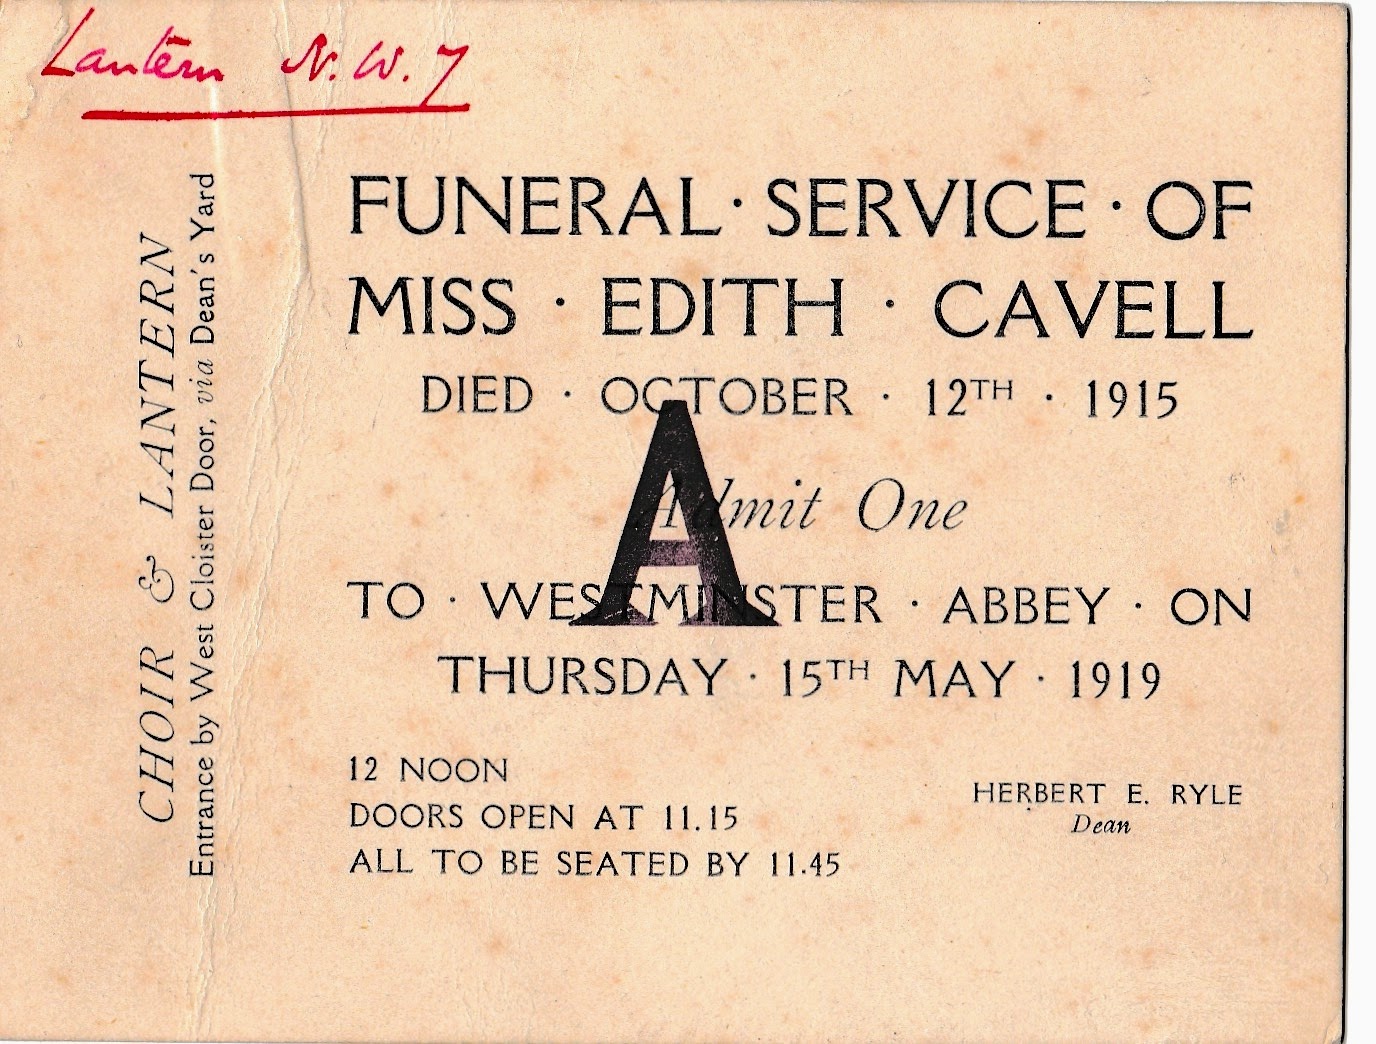 Lantern N.W. 7
CHOIR & LANTERN
Entrance by West Cloister Door, via Dean's Yard
FUNERAL · SERVICE · OF
MISS · EDITH · CAVELL
DIED · OCTOBER · 12TH · 1915
A
Admit One
TO · WESTMINSTER · ABBEY · ON
THURSDAY · 15TH MAY · 1919
12 NOON
DOORS OPEN AT 11.15
ALL TO BE SEATED BY 11.45
HERBERT E. RYLE
Dean